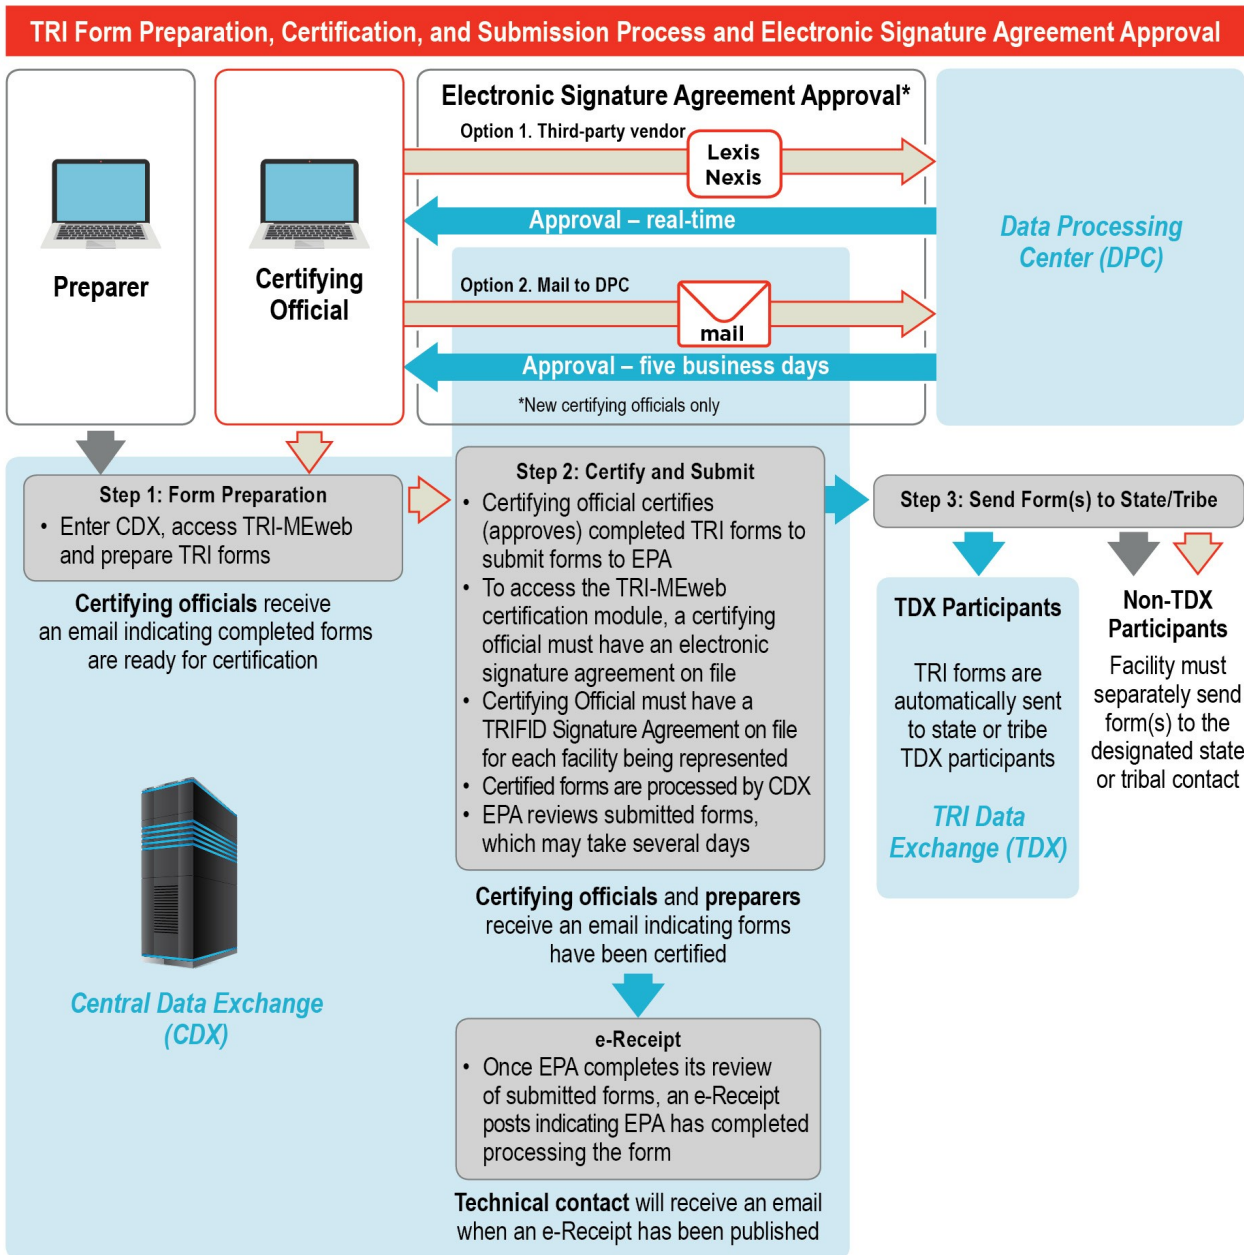 TRI Form Preparation, Certification, and Submission Process and Electronic Signature Agreement Approval
Preparer
Certifying
Official
Electronic Signature Agreement Approval*
Option 1. Third-party vendor
Lexis
Nexis
Approval – real-time
Option 2. Mail to DPC
mail
Approval – five business days
*New certifying officials only
Data Processing
Center (DPC)
Step 1: Form Preparation
• Enter CDX, access TRI-MEweb
and prepare TRI forms
Certifying officials receive
an email indicating completed forms
are ready for certification
Central Data Exchange
(CDX)
Step 2: Certify and Submit
• Certifying official certifies
(approves) completed TRI forms to
submit forms to EPA
• To access the TRI-MEweb
certification module, a certifying
official must have an electronic
signature agreement on file
• Certifying Official must have a
TRIFID Signature Agreement on file
for each facility being represented
• Certified forms are processed by CDX
• EPA reviews submitted forms,
which may take several days
Certifying officials and preparers
receive an email indicating forms
have been certified
e-Receipt
• Once EPA completes its review
of submitted forms, an e-Receipt
posts indicating EPA has completed
processing the form
Technical contact will receive an email
when an e-Receipt has been published
Step 3: Send Form(s) to State/Tribe
TDX Participants
TRI forms are
automatically sent
to state or tribe
TDX participants
TRI Data
Exchange (TDX)
Non-TDX
Participants
Facility must
separately send
form(s) to the
designated state
or tribal contact